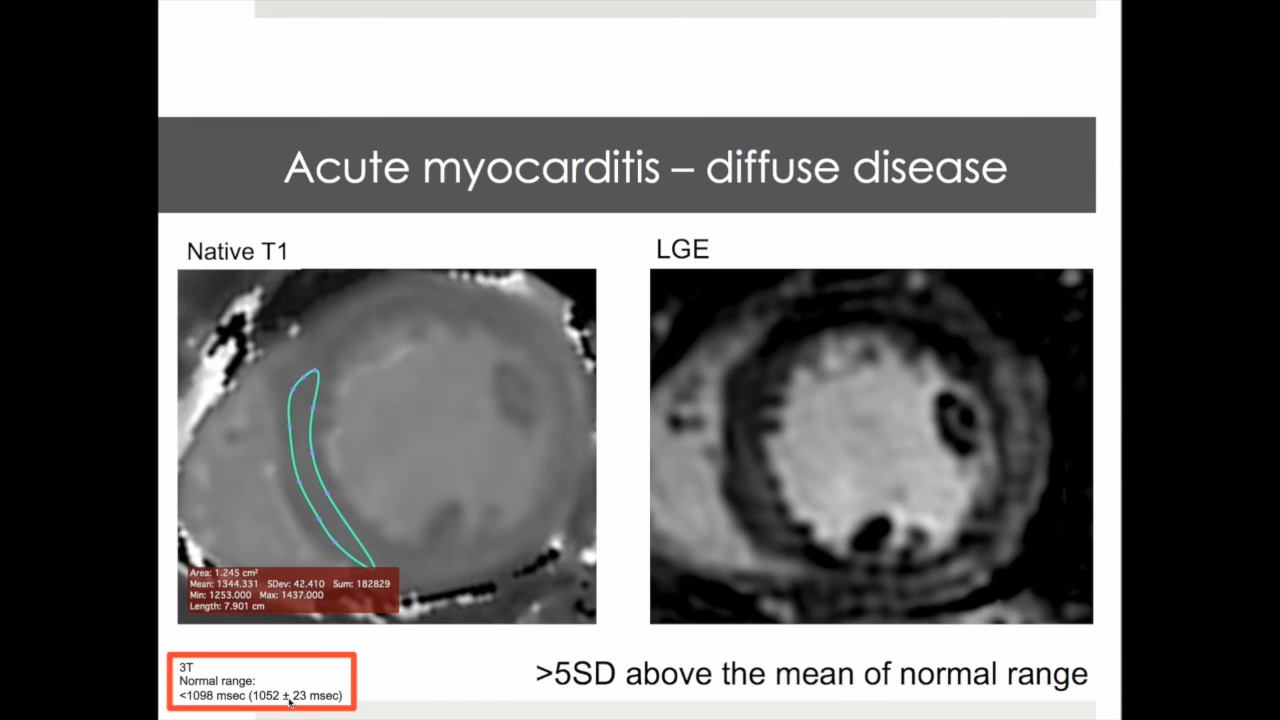 Acute myocarditis – diffuse disease
Native T1
LGE
Area: 1.245 cm²
Mean: 1344.331 SDev: 42.410 Sum: 182829
Min: 1253.000 Max: 1437.000
Length: 7.901 cm
3T
Normal range:
<1098 msec (1052 ± 23 msec)
>5SD above the mean of normal range